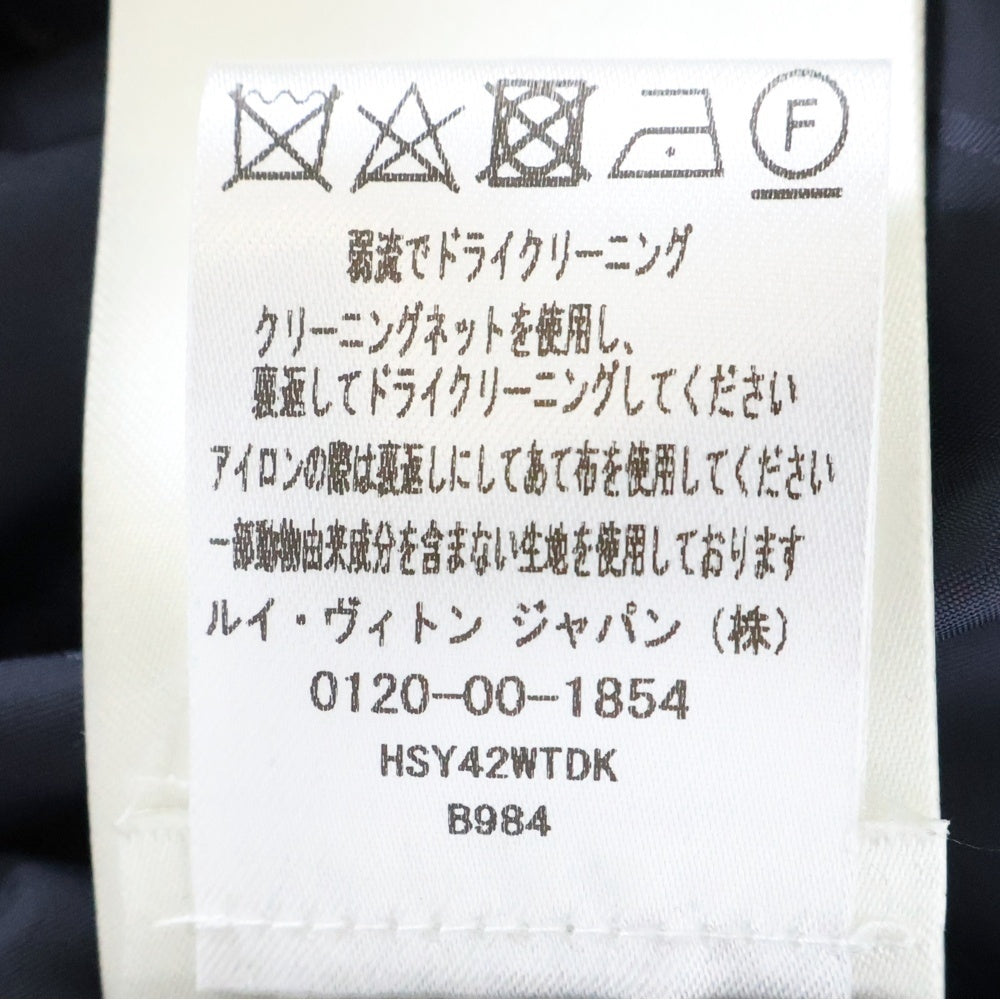 F
弱流でドライクリーニング
クリーニングネットを使用し、
裏返してドライクリーニングしてください
アイロンの際は裏返しにしてあて布を使用してください
一部動物由来成分を含まない生地を使用しております
ルイ・ヴィトン ジャパン (株)
0120-00-1854
HSY42WTDK
B984